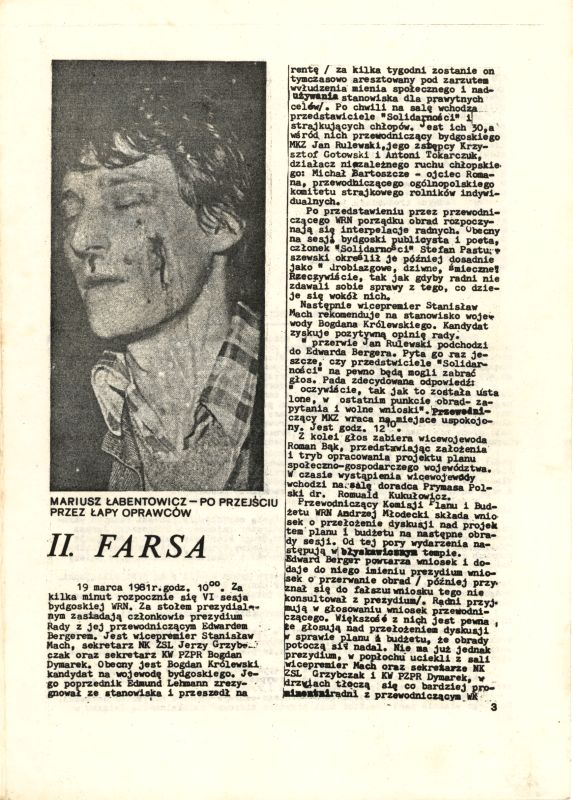 MARIUSZ ŁABENTOWICZ — PO PRZEJŚCIU
PRZEZ ŁAPY OPRAWCÓW
II. FARSA
19 marca 1981r.godz. 10⁰⁰. Za
kilka minut rozpocznie się VI sesja
bydgoskiej WRN. Za stołem prezydial-
nym zasiadają członkowie prezydium
Rady z jej przewodniczącym Edwardem
Bergerem. Jest wicepremier Stanisław
Mach, sekretarz NK ZSL Jerzy Grzyb-
czak oraz sekretarz KW PZPR Bogdan
Dymarek. Obecny jest Bogdan Królewski
kandydat na wojewodę bydgoskiego. Je-
go poprzednik Edmund Lehmann zrezy-
gnował ze stanowiska i przeszedł na
rentę / za kilka tygodni zostanie on
tymczasowo aresztowany pod zarzutem
wyłudzenia mienia społecznego i nad-
używania stanowiska dla prywatnych
celów/. Po chwili na salę wchodzą
przedstawiciele "Solidarności" i
strajkujących chłopów. Jest ich 30,a
wśród nich przewodniczący bydgoskiego
MKZ Jan Rulewski,jego zstępcy Krzy-
sztof Gotowski i Antoni Tokarczuk,
działacz niezależnego ruchu chłopskie-
go: Michał Bartoszcze - ojciec Roma-
na, przewodniczącego ogólnopolskiego
komitetu strajkowego rolników indywi-
dualnych.
Po przedstawieniu przez przewodni-
czącego WRN porządku obrad rozpoczy-
nają się interpelacje radnych. Obecny
na sesji bydgoski publicysta i poeta,
członek "Solidarności" Stefan Pastu-
szewski określił je później dosadnie
jako " drobiazgowe, dziwne, śmieczne!
Rzeczywiście, tak jak gdyby radni nie
zdawali sobie sprawy z tego, co dzie-
je się wokół nich.
Następnie wicepremier Stanisław
Mach rekomenduje na stanowisko woje-
wody Bogdana Królewskiego. Kandydat
zyskuje pozytywną opinię rady.
" przerwie Jan Rulewski podchodzi
do Edwarda Bergera. Pyta go raz je-
szcze, czy przedstwiciele "Solidar-
ności" na pewno będą mogli zabrać
głos. Pada zdecydowana odpowiedź:
" oczywiście, tak jak to została usta
lone, w ostatnim punkcie obrad- za-
pytania i wolne wnioski". Przewodni-
czący MKZ wraca na miejsce uspokojo-
ny. Jest godz. 12¹⁰.
Z kolei głos zabiera wicewojewoda
Roman Bąk, przedstawiając założenia
i tryb opracowania projektu planu
społeczno-gospodarczego województwa.
W czasie wystąpienia wicewojewody
wchodzi na salę doradca Prymasa Pol-
ski dr. Romuald Kukułowicz.
Przewodniczący Komisji Planu i Bud-
żetu WRN Andrzej Młodecki składa wnio-
sek o przełożenie dyskusji nad projek
tem planu i budżetu na następne obra-
dy sesji. Od tej pory wydarzenia na-
stępują w błyskawicznym tempie.
Edward Berger powtarza wniosek i do-
daje do niego imieniu prezydium wnio-
sek o przerwanie obrad / później przy-
znał się do fałszu wniosku tego nie
konsultował z prezydium/. Radni przyj-
mują w głosowaniu wniosek przewodni-
czącego. Większość z nich jest pewna ,
że głosują nad przełożeniem dyskusji
w sprawie planu i budżetu, że obrady
potoczą się nadal. Nie ma już jednak
prezydium, w popłochu uciekli z sali
wicepremier Mach oraz sekretarze NK
ZSL Grzybczak i KW PZPR Dymarek, w
drzwiach tłoczą się co bardziej pro-
minentni radni z przewodniczącym WK
3